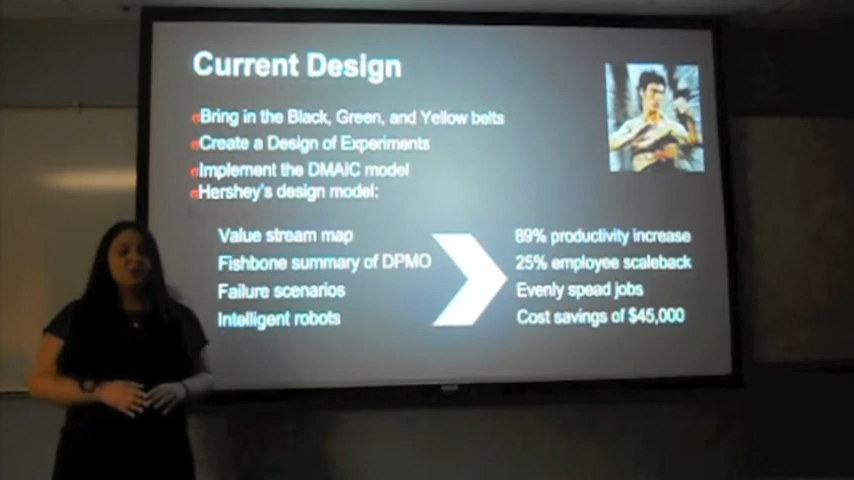 Current Design
Bring in the Black, Green, and Yellow belts
Create a Design of Experiments
Implement the DMAIC model
Hershey's design model:
Value stream map
Fishbone summary of DPMO
Failure scenarios
Intelligent robots
89% productivity increase
25% employee scaleback
Evenly spead jobs
Cost savings of $45,000